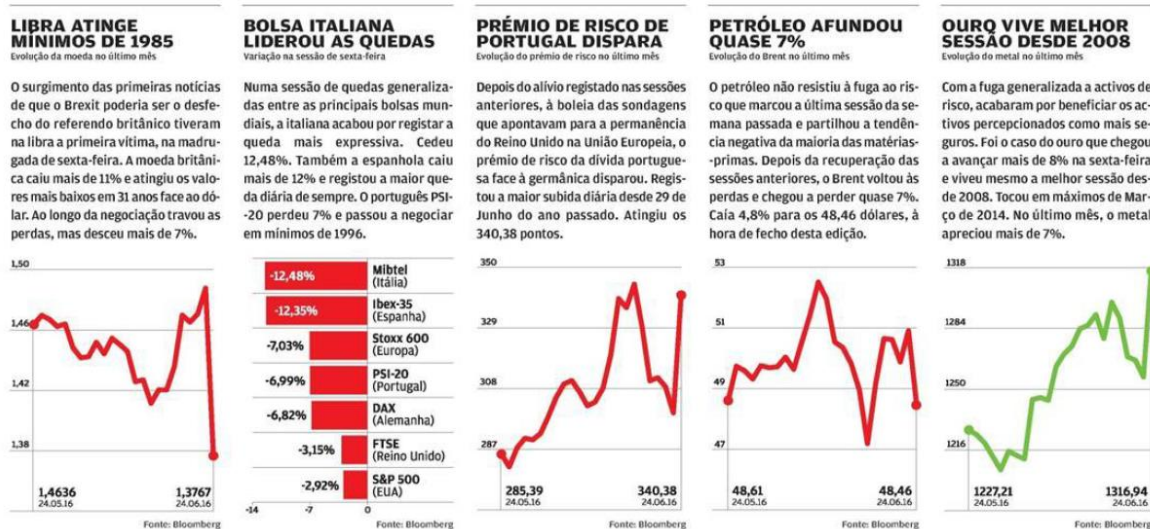 LIBRA ATINGE
MÍNIMOS DE 1985
Evolução da moeda no último mês
O surgimento das primeiras notícias
de que o Brexit poderia ser o desfe-
cho do referendo britânico tiveram
na libra a primeira vítima, na madru-
gada de sexta-feira. A moeda britâni-
ca caiu mais de 11% e atingiu os valo-
res mais baixos em 31 anos face ao dó-
lar. Ao longo da negociação travou as
perdas, mas desceu mais de 7%.
1,50
1,46
1,42
1,38
1,4636
24.05.16
1,3767
24.06.16
Fonte: Bloomberg
BOLSA ITALIANA
LIDEROU AS QUEDAS
Variação na sessão de sexta-feira
Numa sessão de quedas generaliza-
das entre as principais bolsas mun-
diais, a italiana acabou por registar a
queda mais expressiva. Cedeu
12,48%. Também a espanhola caiu
mais de 12% e registou a maior que-
da diária de sempre. O português PSI-
-20 perdeu 7% e passou a negociar
em mínimos de 1996.
-12,48% Mibtel
(Itália)
-12,35% Ibex-35
(Espanha)
-7,03% Stoxx 600
(Europa)
-6,99% PSI-20
(Portugal)
-6,82% DAX
(Alemanha)
-3,15% FTSE
(Reino Unido)
-2,92% S&P 500
(EUA)
-14 -7 0
Fonte: Bloomberg
PRÉMIO DE RISCO DE
PORTUGAL DISPARA
Evolução do prémio de risco no último mês
Depois do alívio registado nas sessões
anteriores, à boleia das sondagens
que apontavam para a permanência
do Reino Unido na União Europeia, o
prémio de risco da dívida portugue-
sa face à germânica disparou. Regis-
tou a maior subida diária desde 29 de
Junho do ano passado. Atingiu os
340,38 pontos.
350
329
308
287
285,39
24.05.16
340,38
24.06.16
Fonte: Bloomberg
PETRÓLEO AFUNDOU
QUASE 7%
Evolução do Brent no último mês
O petróleo não resistiu à fuga ao ris-
co que marcou a última sessão da se-
mana passada e partilhou a tendên-
cia negativa da maioria das matérias-
-primas. Depois da recuperação das
sessões anteriores, o Brent voltou às
perdas e chegou a perder quase 7%.
Caía 4,8% para os 48,46 dólares, à
hora de fecho desta edição.
53
51
49
47
48,61
24.05.16
48,46
24.06.16
Fonte: Bloomberg
OURO VIVE MELHOR
SESSÃO DESDE 2008
Evolução do metal no último mês
Com a fuga generalizada a activos de
risco, acabaram por beneficiar os ac-
tivos percepcionados como mais se-
guros. Foi o caso do ouro que chegou
a avançar mais de 8% na sexta-feira
e viveu mesmo a melhor sessão des-
de 2008. Tocou em máximos de Mar-
ço de 2014. No último mês, o metal
apreciou mais de 7%.
1318
1284
1250
1216
1227,21
24.05.16
1316,94
24.06.16
Fonte: Bloomberg